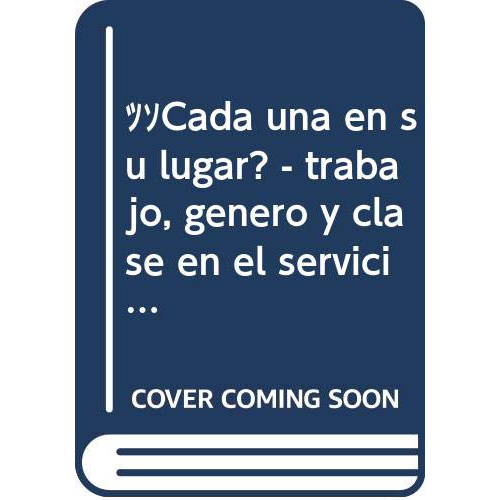 ﾂｿCada una en s
u lugar? - traba
jo, genero y cla
se en el servici
...
COVER COMING SOON